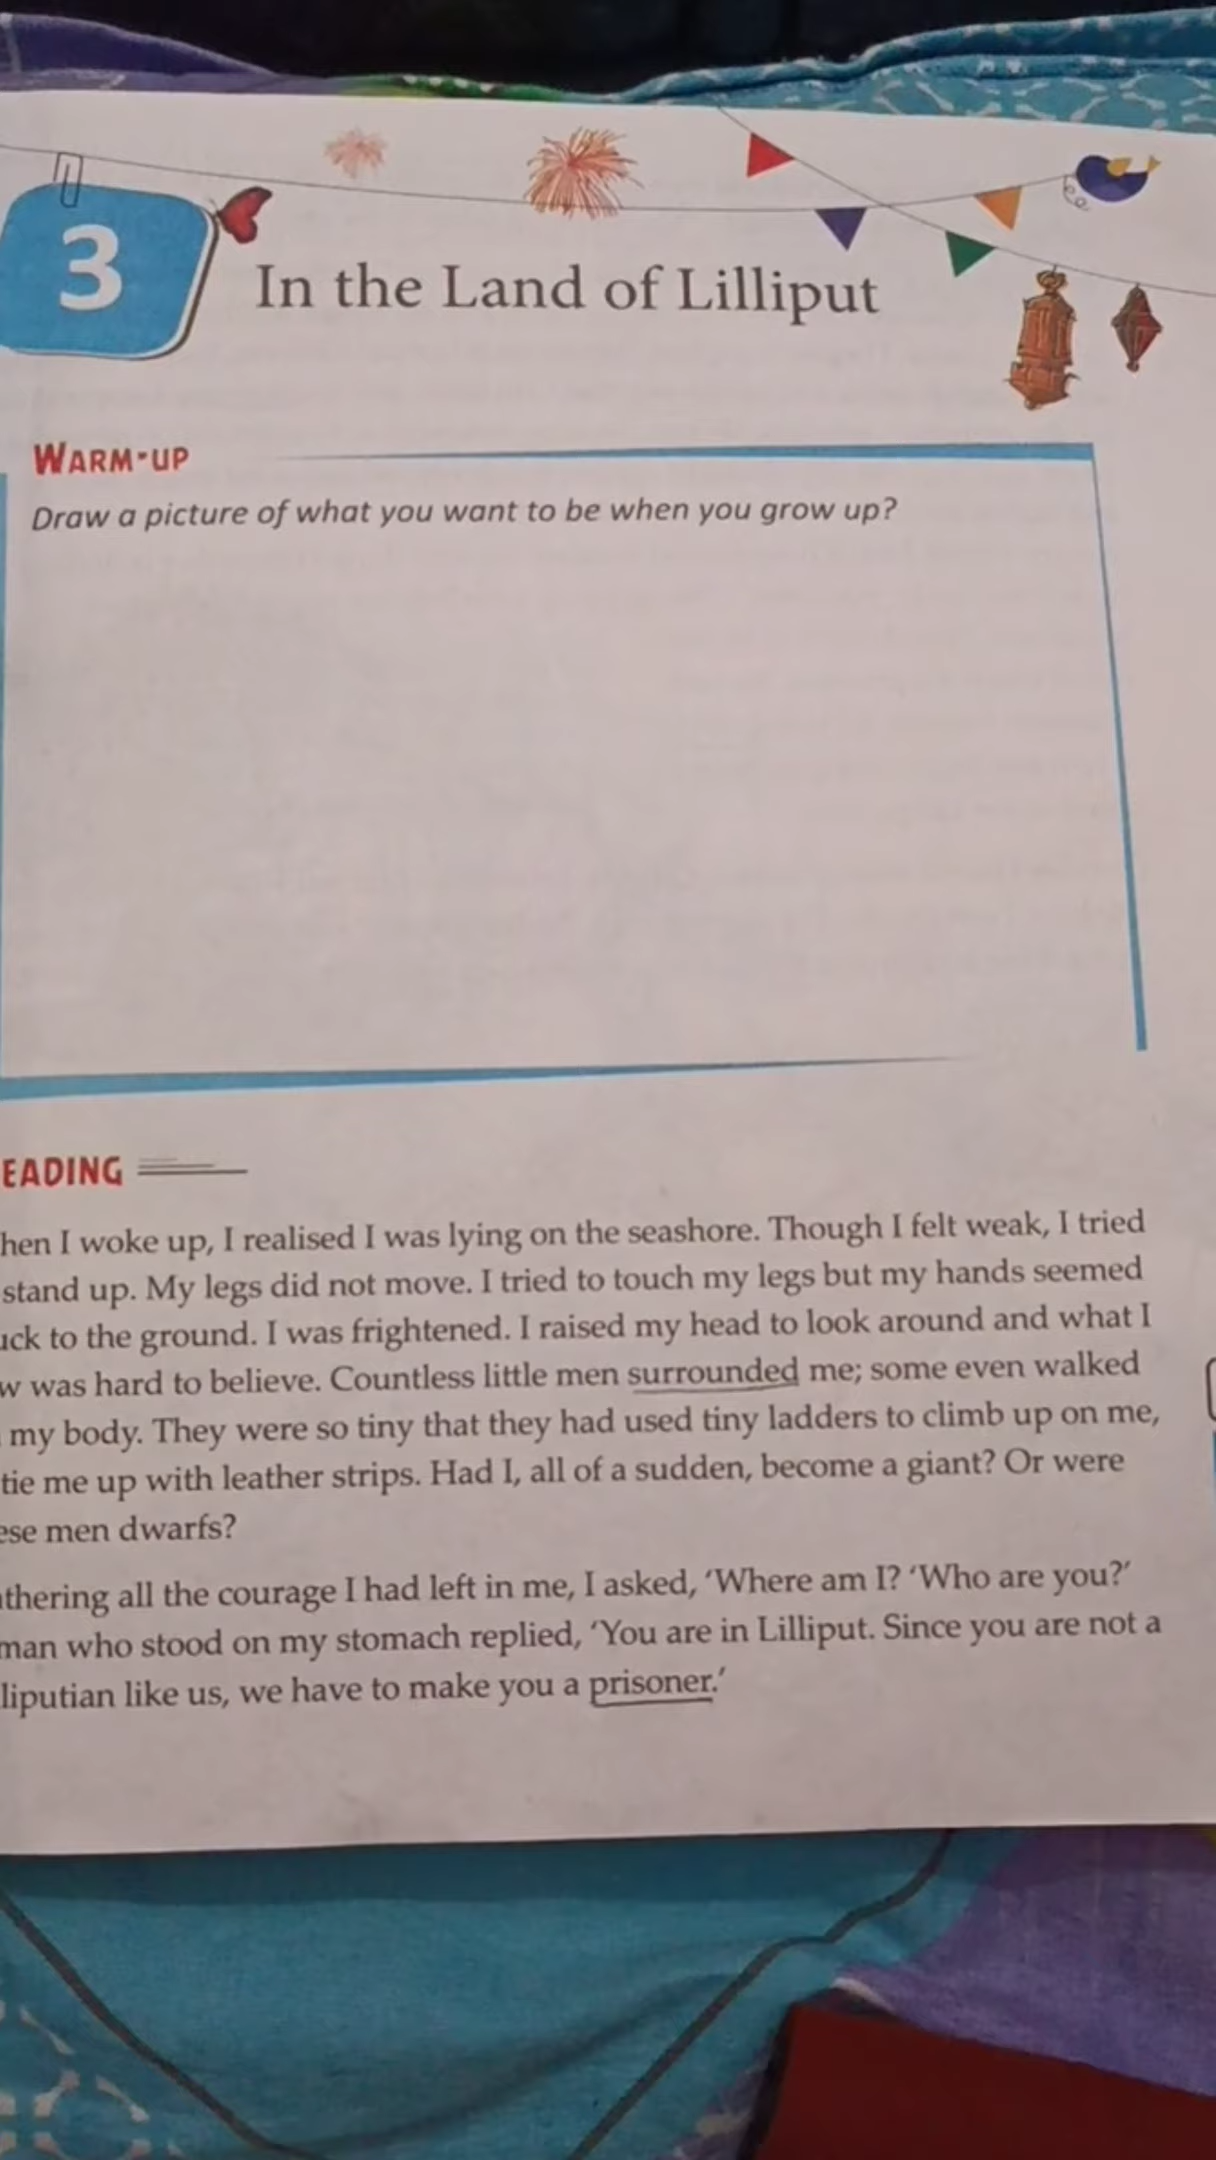 3
In the Land of Lilliput
WARM-UP
Draw a picture of what you want to be when you grow up?
EADING
hen I woke up, I realised I was lying on the seashore. Though I felt weak, I tried
stand up. My legs did not move. I tried to touch my legs but my hands seemed
uck to the ground. I was frightened. I raised my head to look around and what I
w was hard to believe. Countless little men surrounded me; some even walked
my body. They were so tiny that they had used tiny ladders to climb up on me,
tie me up with leather strips. Had I, all of a sudden, become a giant? Or were
ese men dwarfs?
thering all the courage I had left in me, I asked, ‘Where am I? ‘Who are you?’
man who stood on my stomach replied, ‘You are in Lilliput. Since you are not a
liputian like us, we have to make you a prisoner.’